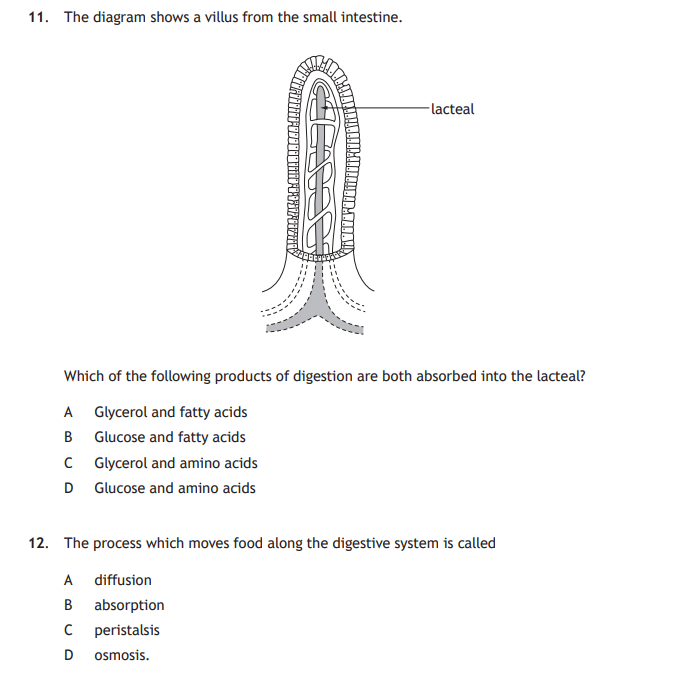 11. The diagram shows a villus from the small intestine.
lacteal
Which of the following products of digestion are both absorbed into the lacteal?
A Glycerol and fatty acids
B Glucose and fatty acids
C Glycerol and amino acids
D Glucose and amino acids
12. The process which moves food along the digestive system is called
A diffusion
B absorption
C peristalsis
D osmosis.